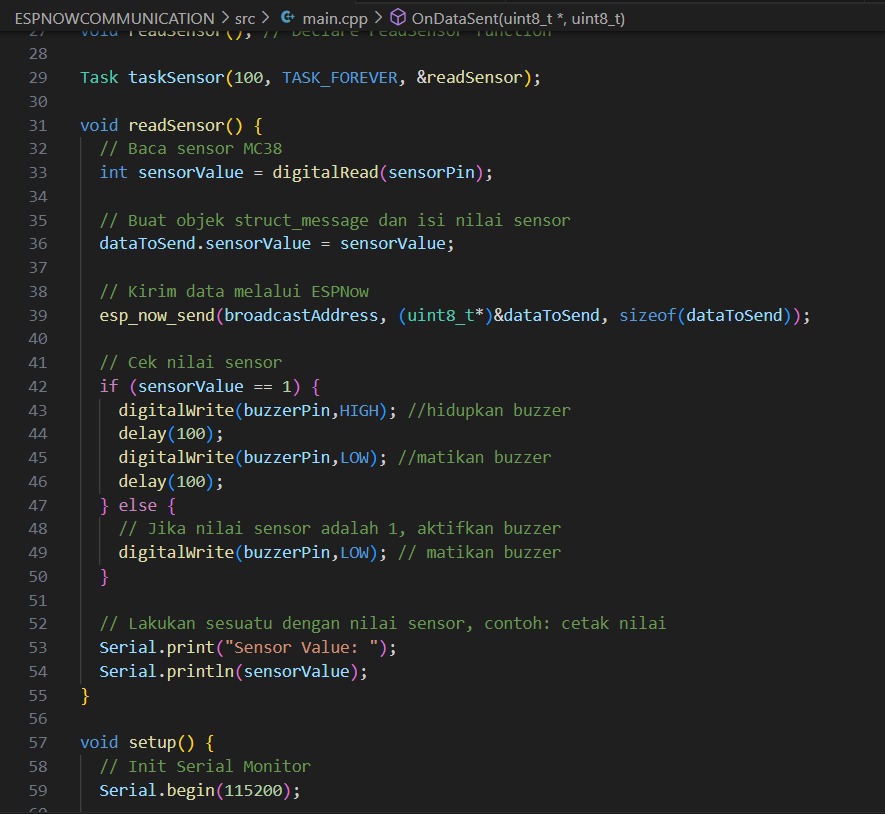 ESPNOWCOMMUNICATION > src > main.cpp > OnDataSent(uint8_t *, uint8_t)
27 void readSensor(); // Declare readSensor function
28
29 Task taskSensor(100, TASK_FOREVER, &readSensor);
30
31 void readSensor() {
32   // Baca sensor MC38
33   int sensorValue = digitalRead(sensorPin);
34
35   // Buat objek struct_message dan isi nilai sensor
36   dataToSend.sensorValue = sensorValue;
37
38   // Kirim data melalui ESPNow
39   esp_now_send(broadcastAddress, (uint8_t*)&dataToSend, sizeof(dataToSend));
40
41   // Cek nilai sensor
42   if (sensorValue == 1) {
43     digitalWrite(buzzerPin,HIGH); //hidupkan buzzer
44     delay(100);
45     digitalWrite(buzzerPin,LOW); //matikan buzzer
46     delay(100);
47   } else {
48     // Jika nilai sensor adalah 1, aktifkan buzzer
49     digitalWrite(buzzerPin,LOW); // matikan buzzer
50   }
51
52   // Lakukan sesuatu dengan nilai sensor, contoh: cetak nilai
53   Serial.print("Sensor Value: ");
54   Serial.println(sensorValue);
55 }
56
57 void setup() {
58   // Init Serial Monitor
59   Serial.begin(115200);
60